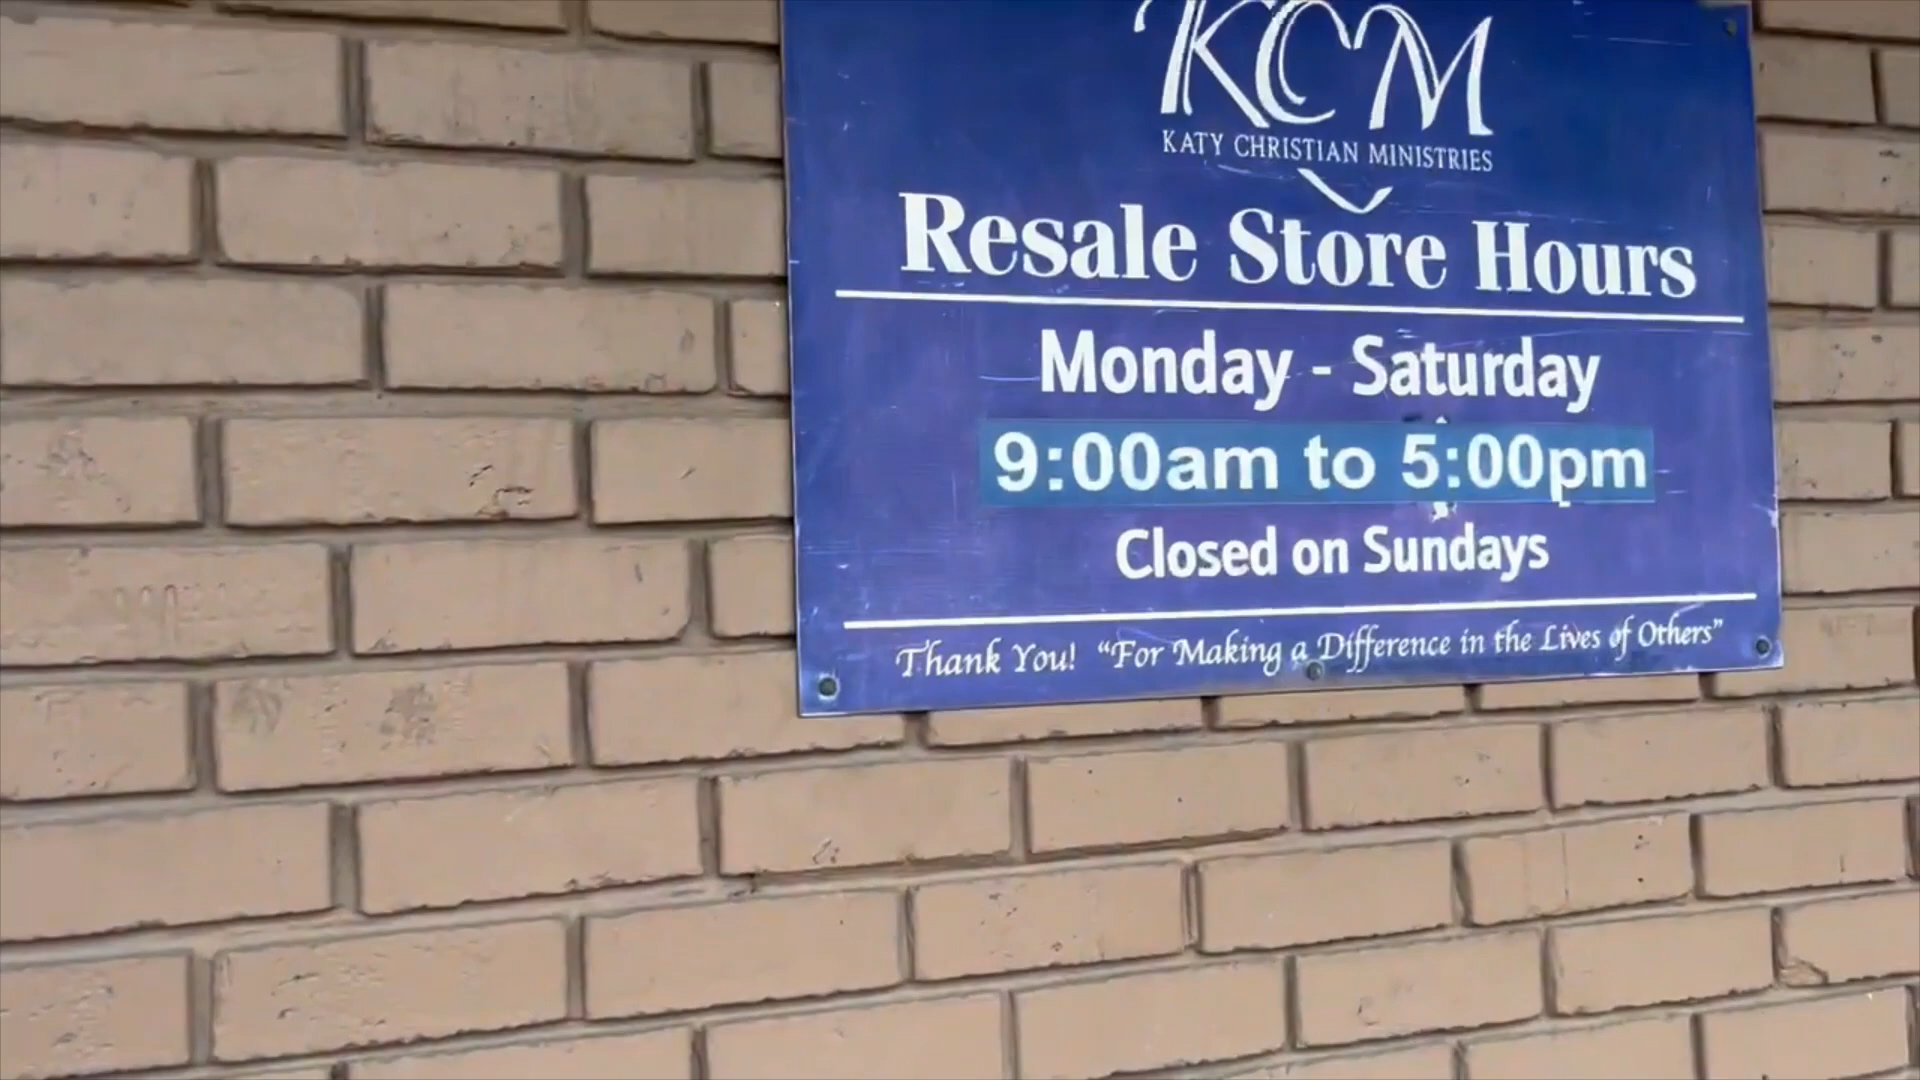 KCM
KATY CHRISTIAN MINISTRIES
Resale Store Hours
Monday - Saturday
9:00am to 5:00pm
Closed on Sundays
Thank You! “For Making a Difference in the Lives of Others”